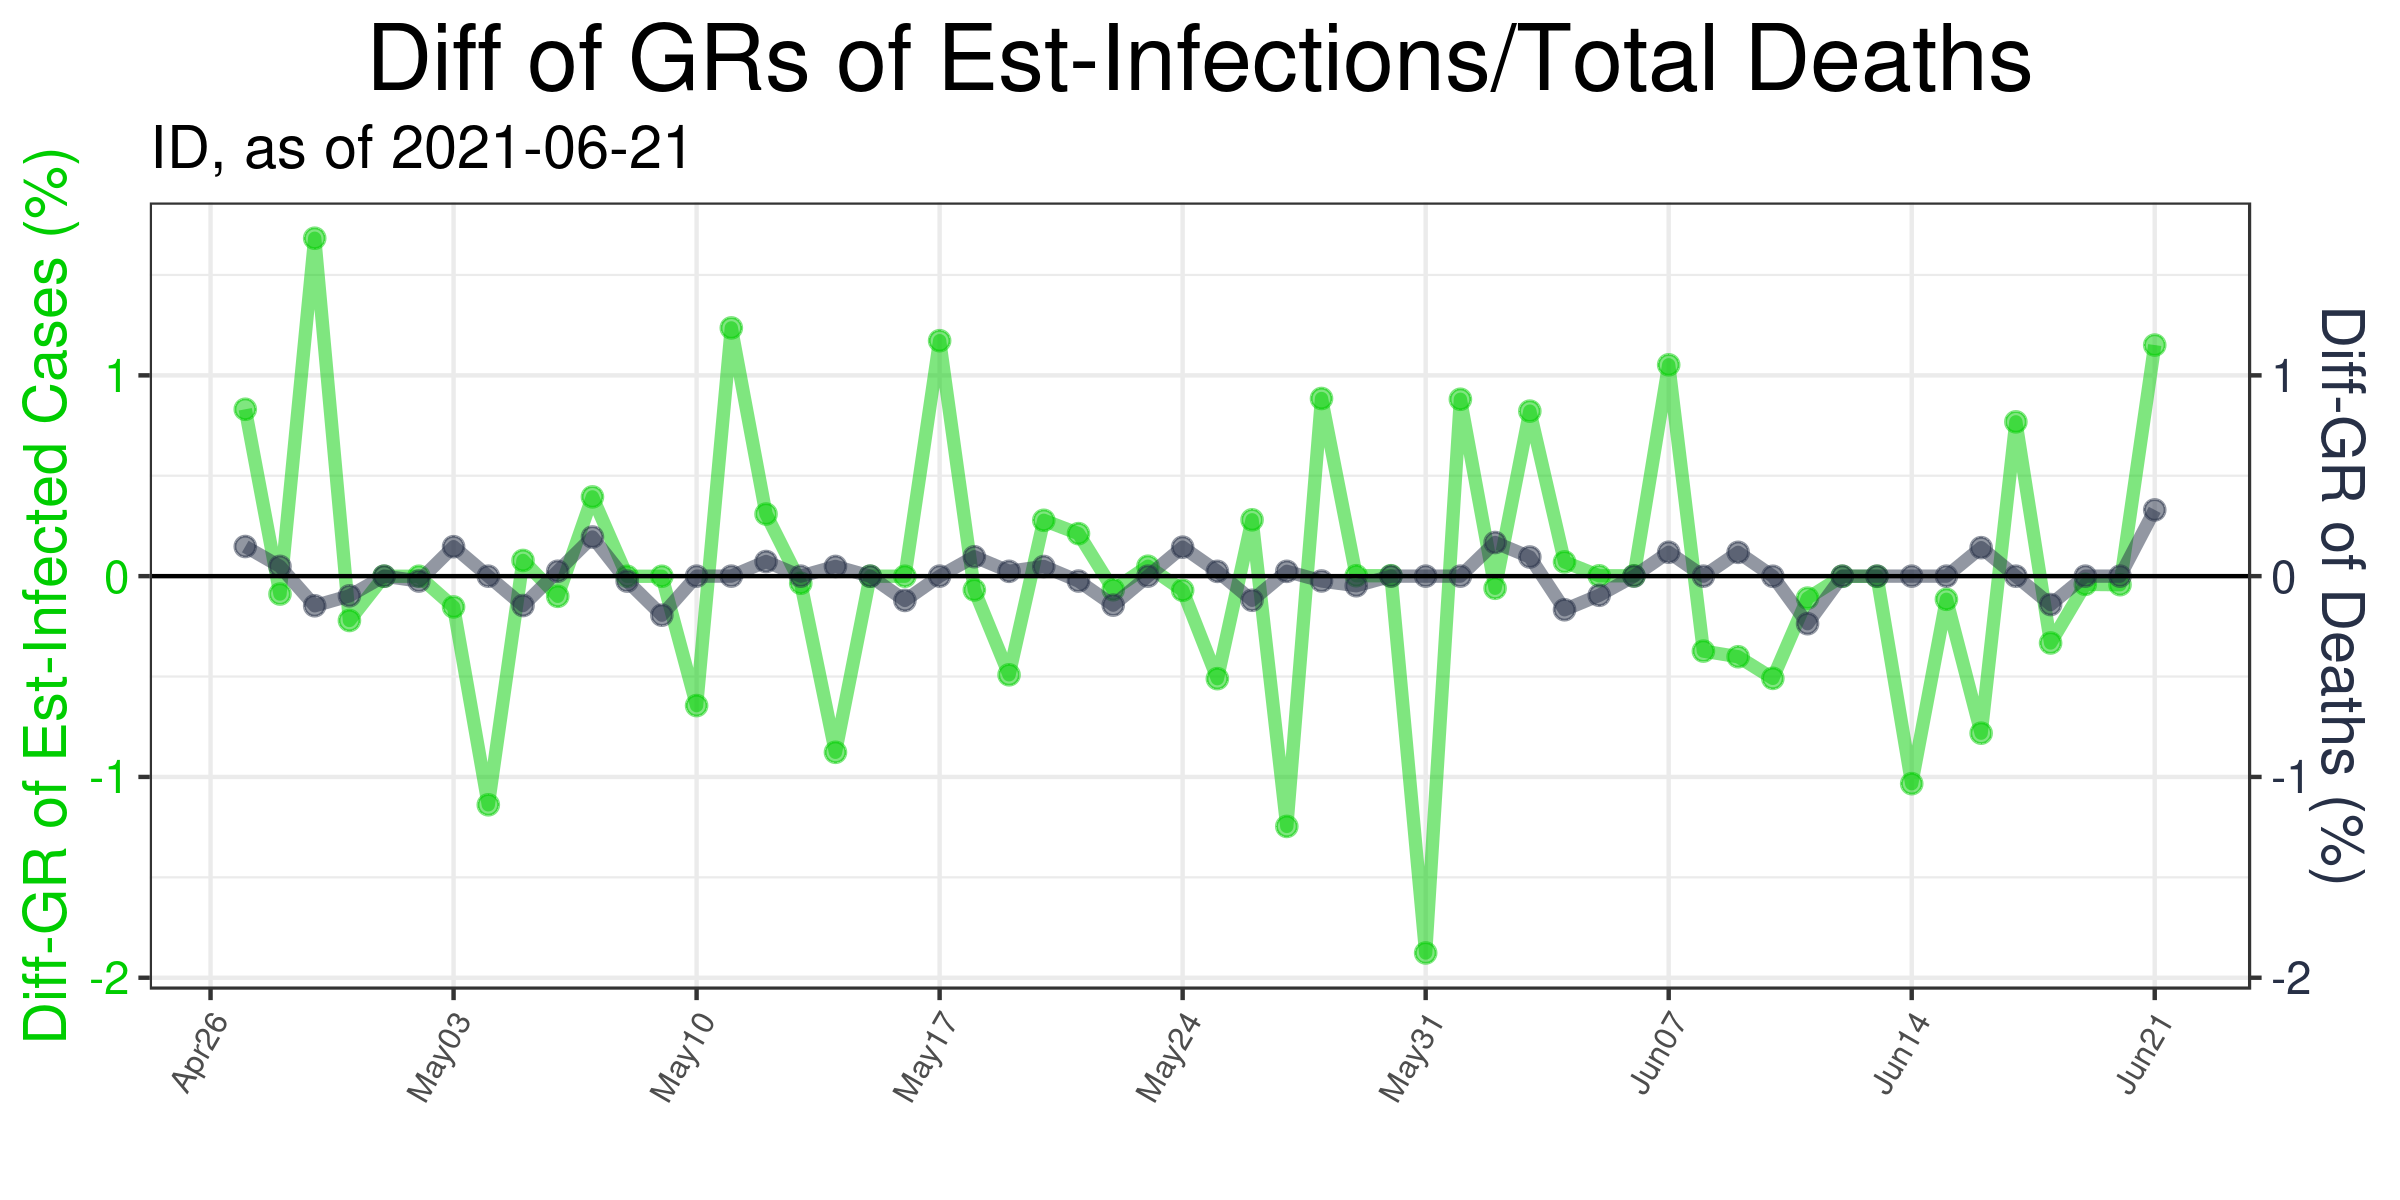 Diff of GRs of Est-Infections/Total Deaths
ID, as of 2021-06-21
Diff-GR of Est-Infected Cases (%)
1
0
-1
-2
1
0
-1
-2
Diff-GR of Deaths (%)
Apr26
May03
May10
May17
May24
May31
Jun07
Jun14
Jun21